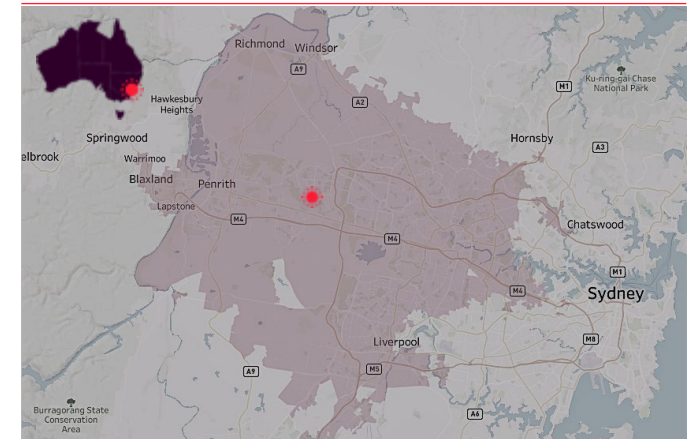 Richmond
Windsor
A9
Ku-ring-gai Chase
National Park
M1
Hawkesbury
Heights
A2
Springwood
Hornsby
A3
elbrook
Warrimoo
Blaxland
Penrith
Lapstone
M4
Chatswood
M4
M1
M4
Sydney
Liverpool
M8
A9
M5
Burragorang State
Conservation
Area
A6